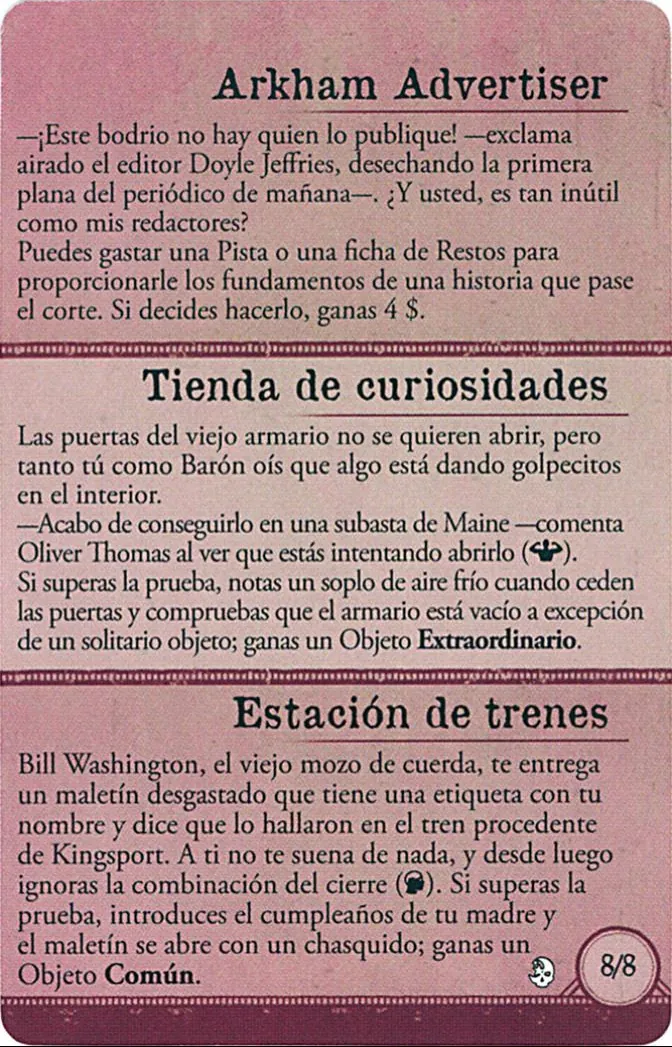 Arkham Advertiser
—¡Este bodrio no hay quien lo publique! —exclama
airado el editor Doyle Jeffries, desechando la primera
plana del periódico de mañana—. ¿Y usted, es tan inútil
como mis redactores?
Puedes gastar una Pista o una ficha de Restos para
proporcionarle los fundamentos de una historia que pase
el corte. Si decides hacerlo, ganas 4 $.
Tienda de curiosidades
Las puertas del viejo armario no se quieren abrir, pero
tanto tú como Barón oís que algo está dando golpecitos
en el interior.
—Acabo de conseguirlo en una subasta de Maine —comenta
Oliver Thomas al ver que estás intentando abrirlo ( ).
Si superas la prueba, notas un soplo de aire frío cuando ceden
las puertas y compruebas que el armario está vacío a excepción
de un solitario objeto; ganas un Objeto Extraordinario.
Estación de trenes
Bill Washington, el viejo mozo de cuerda, te entrega
un maletín desgastado que tiene una etiqueta con tu
nombre y dice que lo hallaron en el tren procedente
de Kingsport. A ti no te suena de nada, y desde luego
ignoras la combinación del cierre ( ). Si superas la
prueba, introduces el cumpleaños de tu madre y
el maletín se abre con un chasquido; ganas un
Objeto Común.
8/8